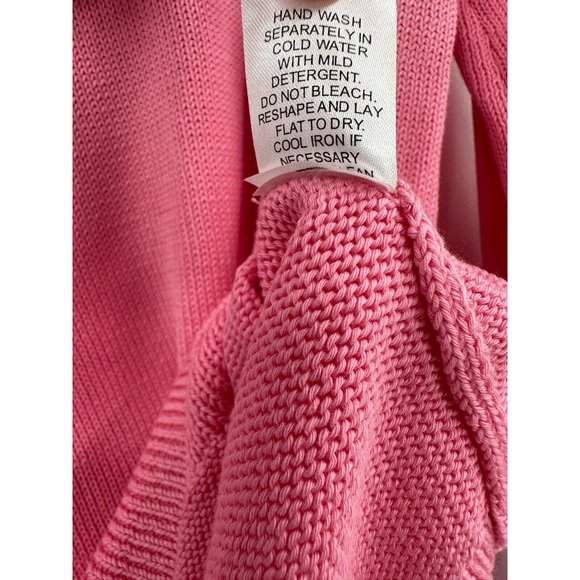 HAND WASH
SEPARATELY IN
COLD WATER
WITH MILD
DETERGENT.
DO NOT BLEACH.
RESHAPE AND LAY
FLAT TO DRY.
COOL IRON IF
NECESSARY